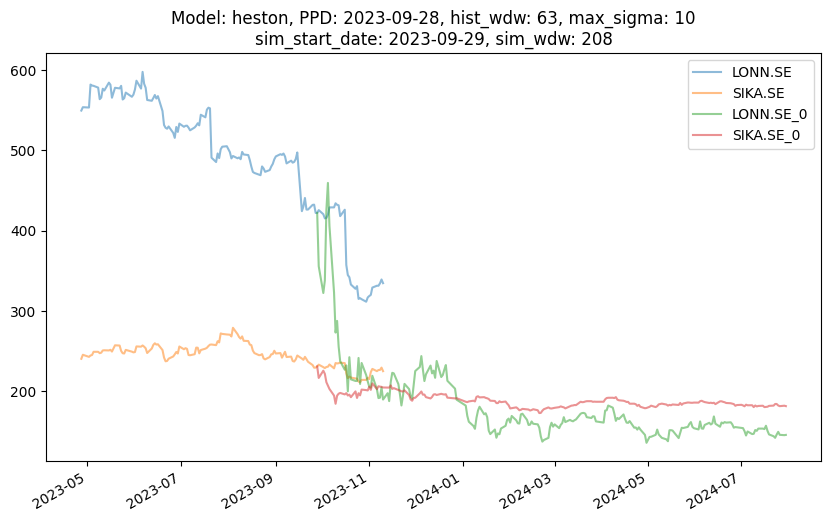 Model: heston, PPD: 2023-09-28, hist_wdw: 63, max_sigma: 10
sim_start_date: 2023-09-29, sim_wdw: 208
LONN.SE
SIKA.SE
LONN.SE_0
SIKA.SE_0
600
500
400
300
200
2023-05
2023-07
2023-09
2023-11
2024-01
2024-03
2024-05
2024-07